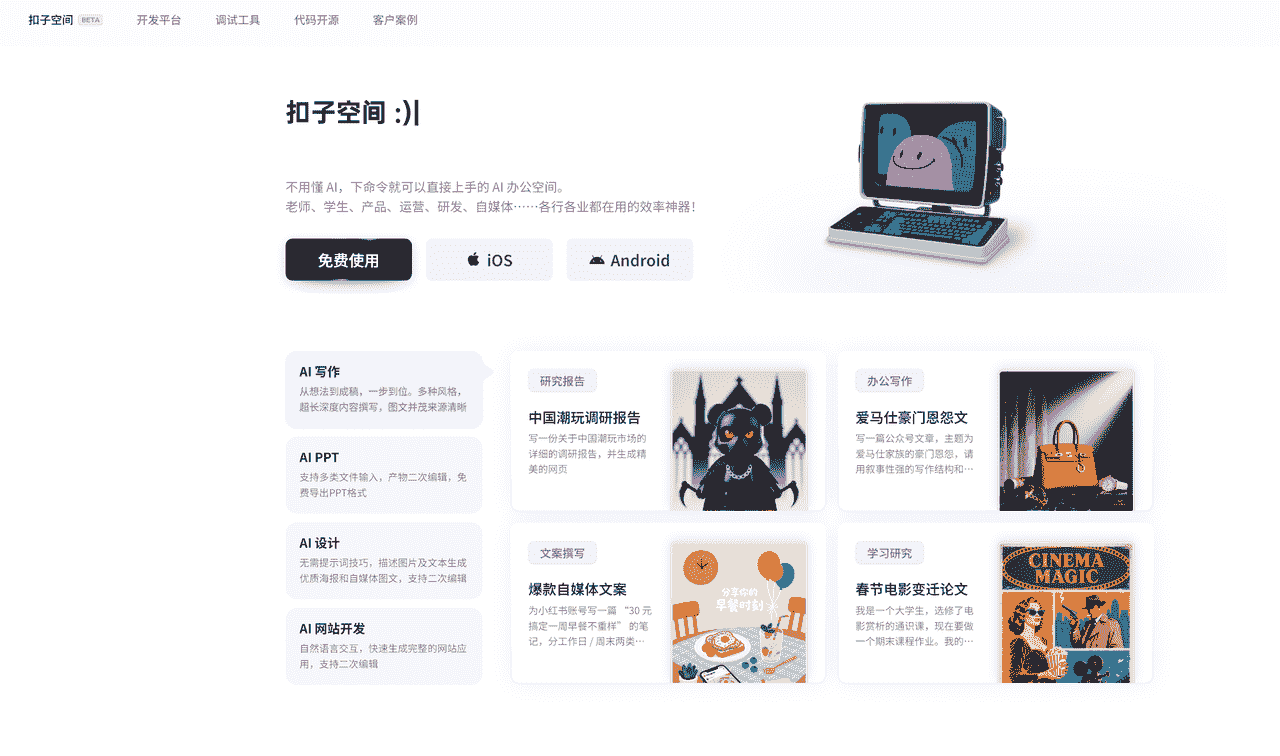 扣子空间 BETA 开发平台 调试工具 代码开源 客户案例
扣子空间 :)
不用懂 AI，下命令就可以直接上手的 AI 办公空间。
老师、学生、产品、运营、研发、自媒体……各行各业都在用的效率神器！
免费使用 iOS Android
AI 写作
从想法到成稿，一步到位。多种风格，
超长深度内容撰写，图文并茂来源清晰
AI PPT
支持多类文件输入，产物二次编辑，免
费导出PPT格式
AI 设计
无需提示词技巧，描述图片及文本生成
优质海报和自媒体图文，支持二次编辑
AI 网站开发
自然语言交互，快速生成完整的网站应
用，支持二次编辑
研究报告
中国潮玩调研报告
写一份关于中国潮玩市场的
详细的调研报告，并生成精
美的网页
办公写作
爱马仕豪门恩怨文
写一篇公众号文章，主题为
爱马仕家族的豪门恩怨，请
用叙事性强的写作结构和…
文案撰写
爆款自媒体文案
为小红书账号写一篇 “30 元
搞定一周早餐不重样” 的笔
记，分工作日 / 周末两类…
分享你的
早餐时刻
学习研究
春节电影变迁论文
我是一个大学生，选修了电
影赏析的通识课，现在要做
一个期末课程作业。我的…
CINEMA
MAGIC